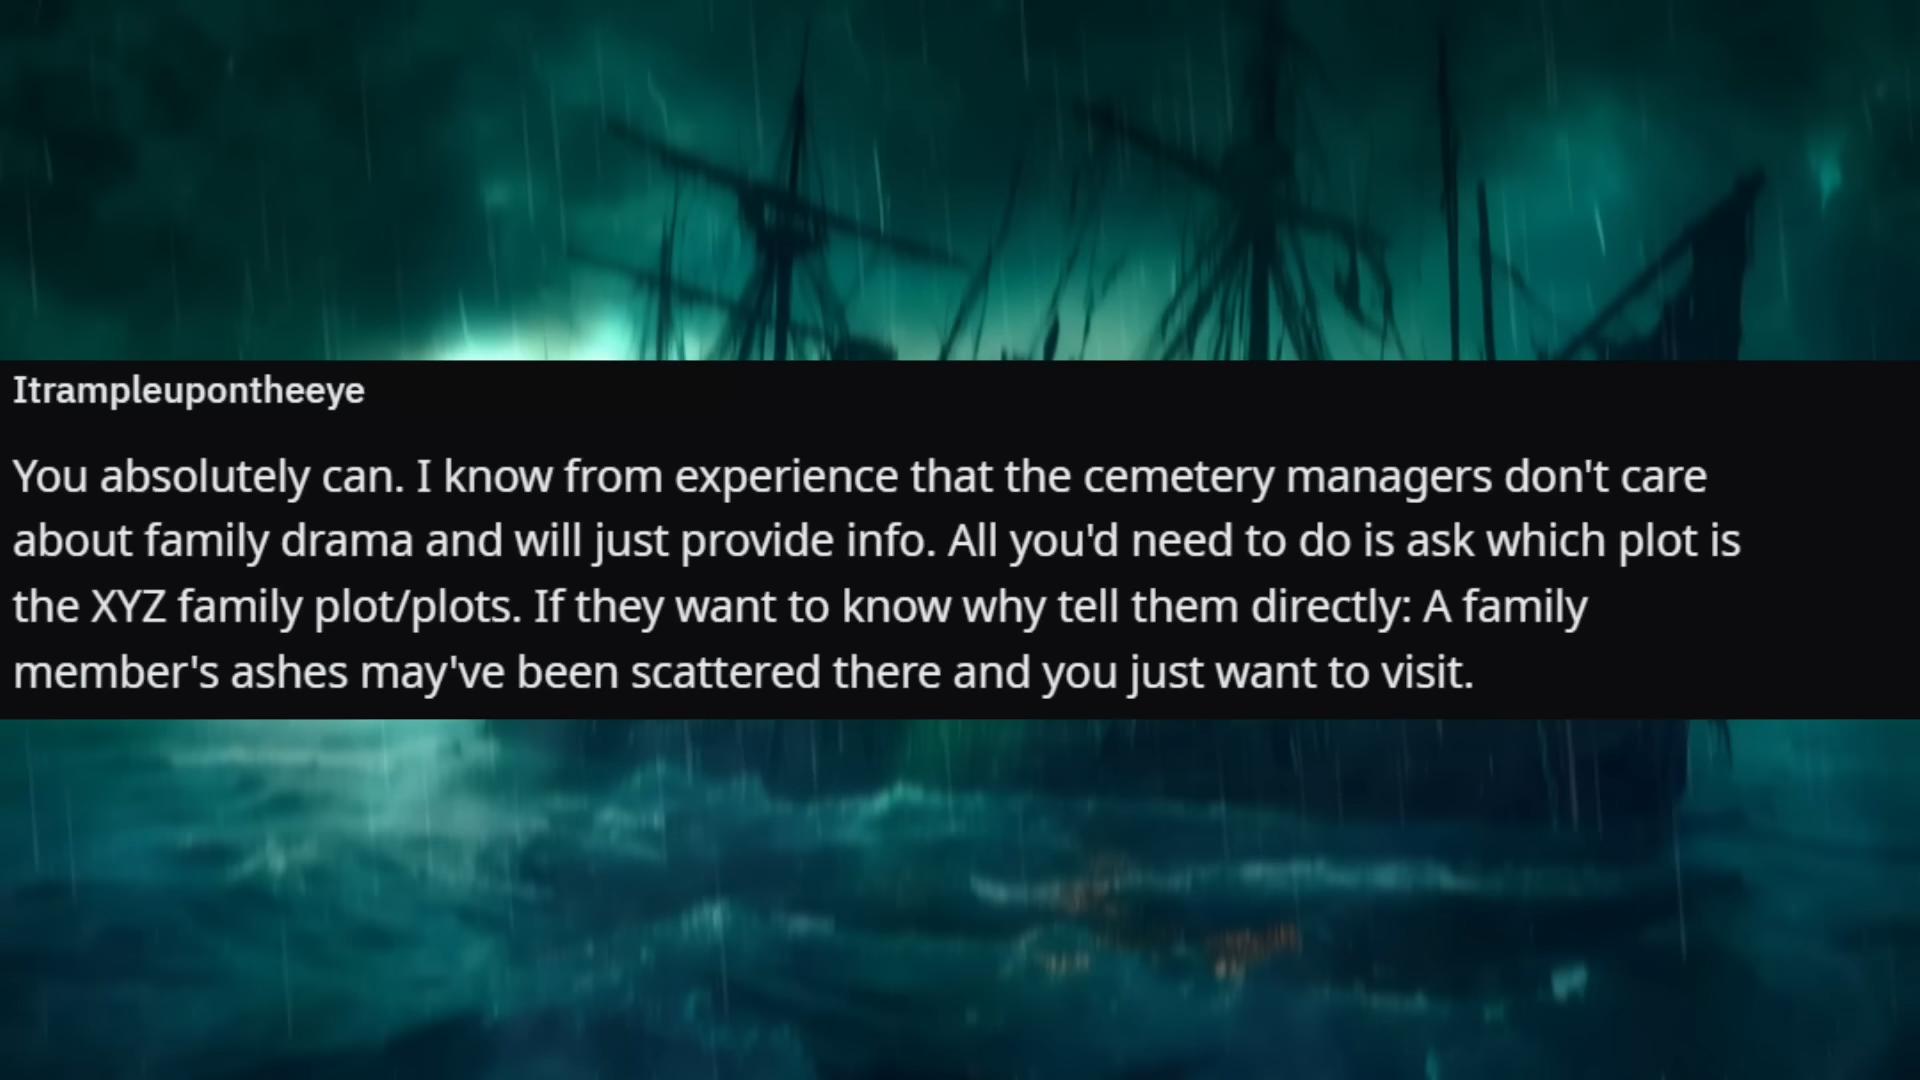 Itrampleupontheeye
You absolutely can. I know from experience that the cemetery managers don't care
about family drama and will just provide info. All you'd need to do is ask which plot is
the XYZ family plot/plots. If they want to know why tell them directly: A family
member's ashes may've been scattered there and you just want to visit.